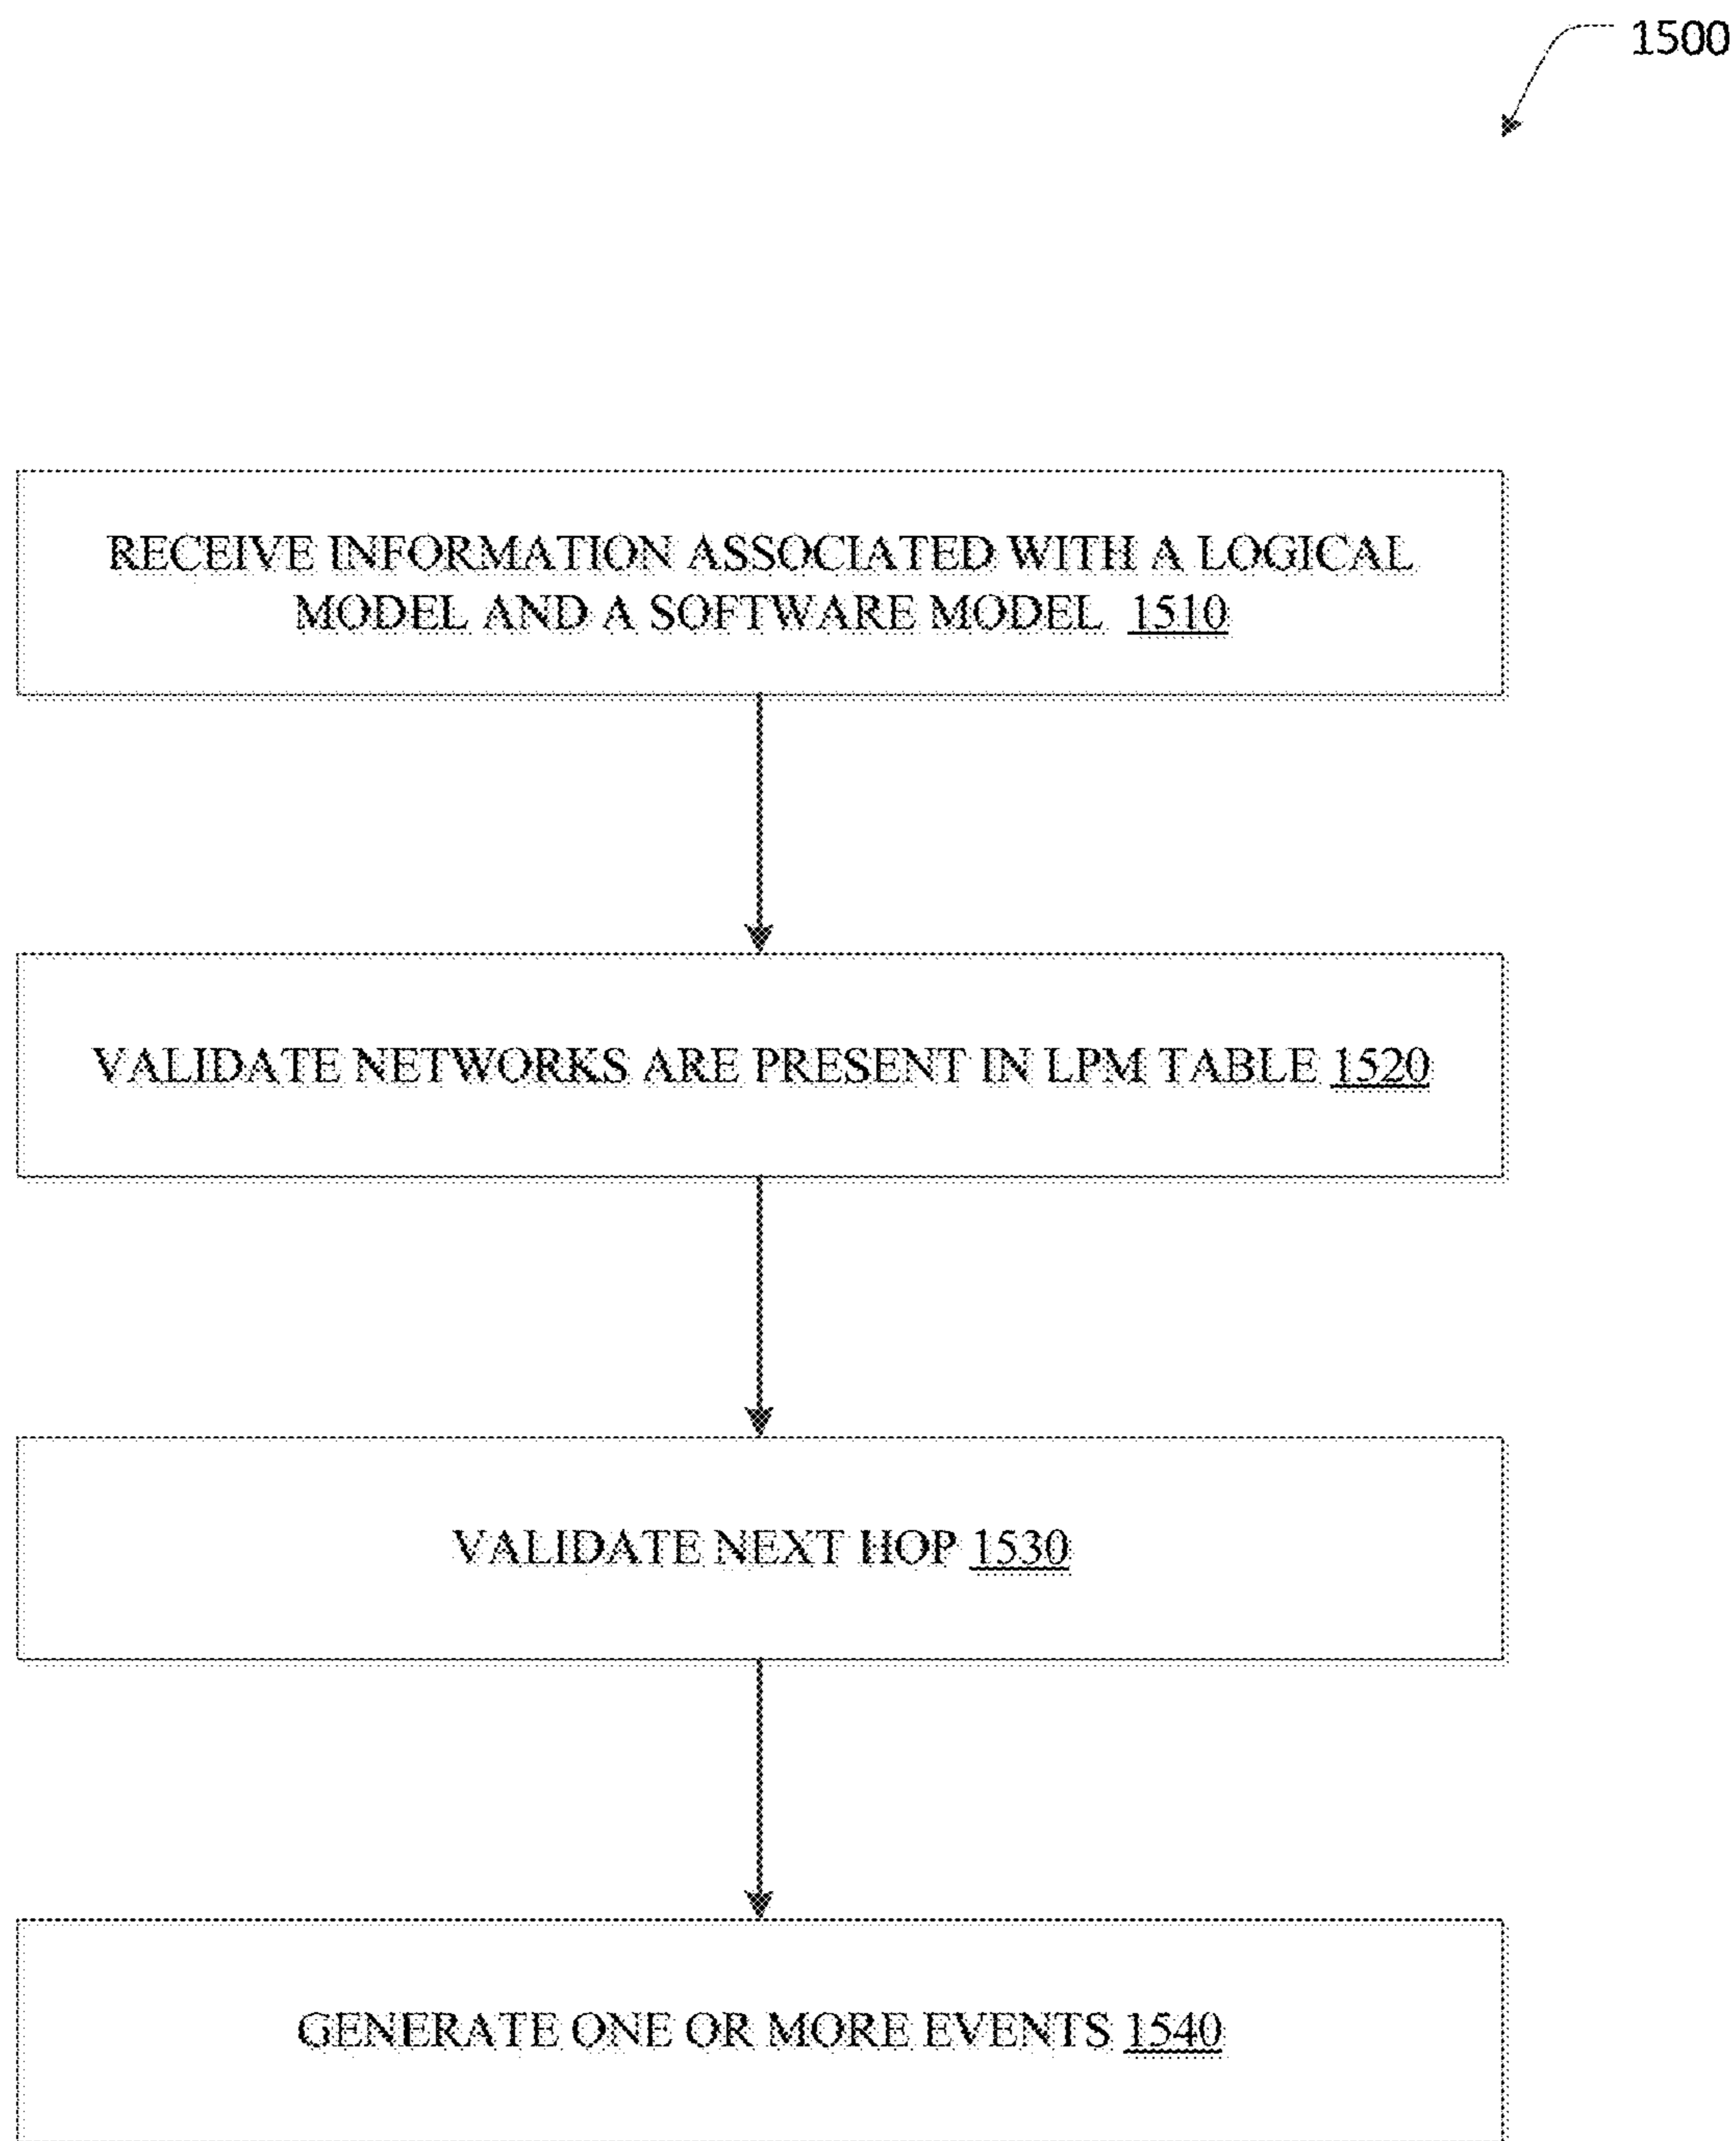 1500
RECEIVE INFORMATION ASSOCIATED WITH A LOGICAL
MODEL AND A SOFTWARE MODEL 1510
VALIDATE NETWORKS ARE PRESENT IN LPM TABLE 1520
VALIDATE NEXT HOP 1530
GENERATE ONE OR MORE EVENTS 1540